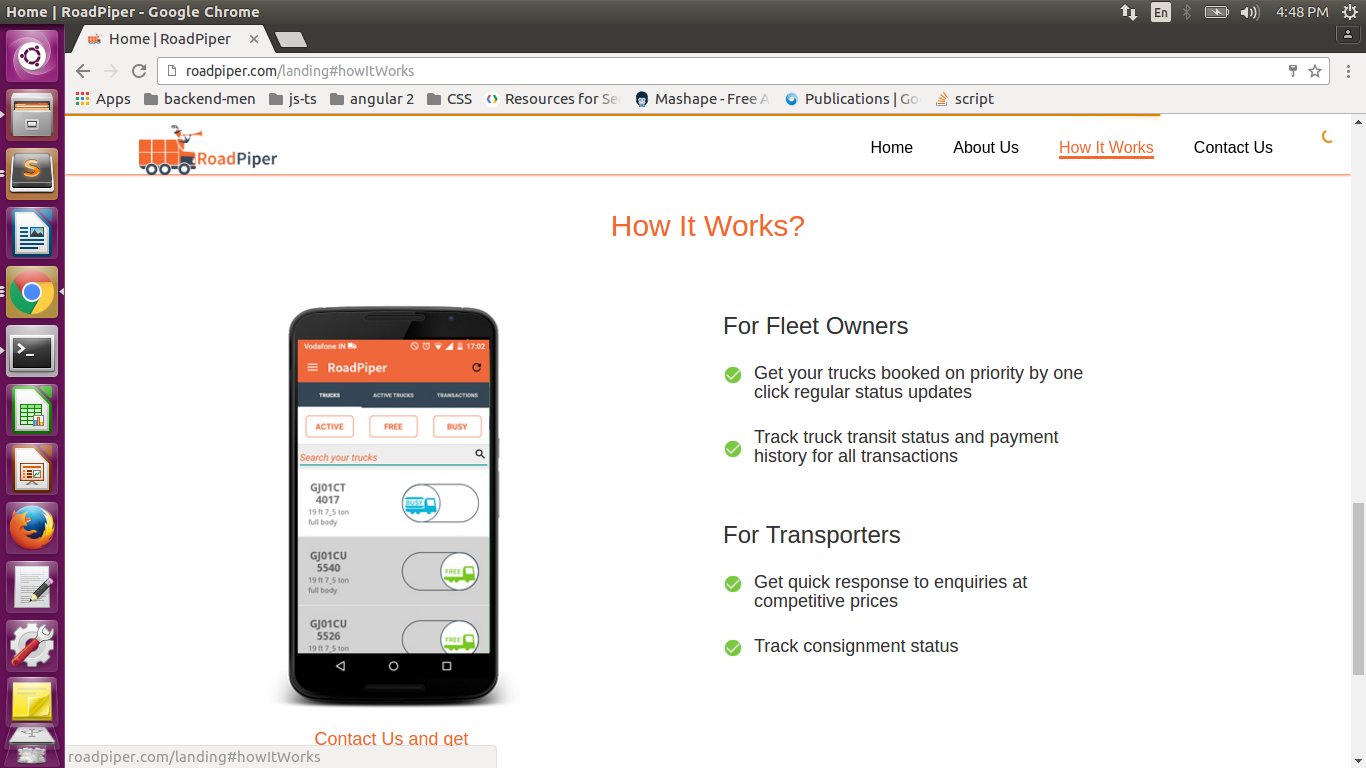 Home | RoadPiper - Google Chrome
En
4:48 PM
Home | RoadPiper
roadpiper.com/landing#howItWorks
Apps
backend-men
js-ts
angular 2
CSS
Resources for Se
Mashape - Free A
Publications | Go
script
RoadPiper
Home
About Us
How It Works
Contact Us
How It Works?
Vodafone IN
17:02
RoadPiper
TRUCKS
ACTIVE TRUCKS
TRANSACTIONS
ACTIVE
FREE
BUSY
Search your trucks
GJ01CT
4017
19 ft 7_5 ton
full body
BUSY
GJ01CU
5540
19 ft 7_5 ton
full body
FREE
GJ01CU
5526
19 ft 7_5 ton
FREE
Contact Us and get
For Fleet Owners
Get your trucks booked on priority by one
click regular status updates
Track truck transit status and payment
history for all transactions
For Transporters
Get quick response to enquiries at
competitive prices
Track consignment status
roadpiper.com/landing#howItWorks